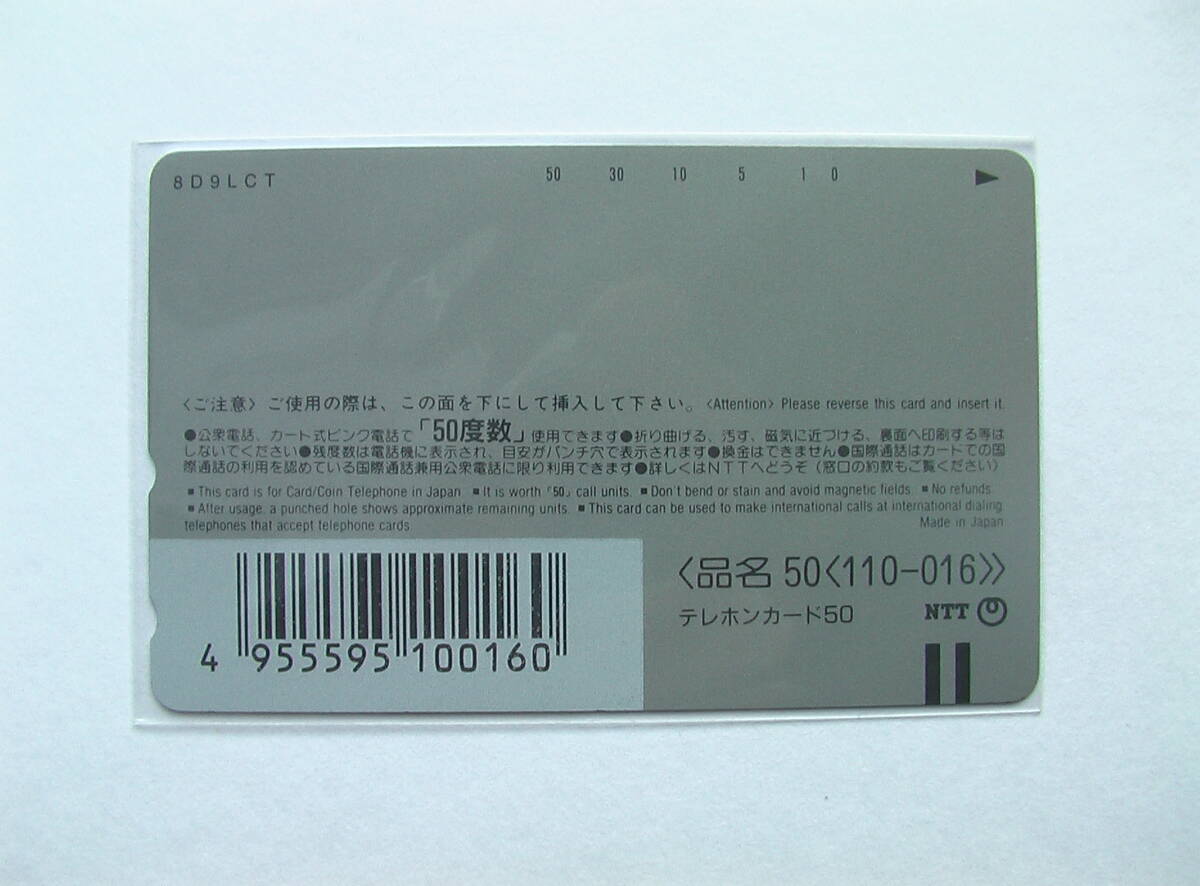 8D9LCT 50 30 10 5 1 0
〈ご注意〉ご使用の際は、この面を下にして挿入して下さい。〈Attention〉Please reverse this card and insert it.
●公衆電話、カード式ピンク電話で「50度数」使用できます●折り曲げる、汚す、磁気に近づける、裏面へ印刷する等は
しないでください●残度数は電話機に表示され、目安がパンチ穴で表示されます●換金はできません●国際通話はカードでの国
際通話の利用を認めている国際通話兼用公衆電話に限り利用できます●詳しくはNTTへどうぞ(窓口の約款もご覧ください)
■This card is for Card/Coin Telephone in Japan ■It is worth「50」call units. ■Don't bend or stain and avoid magnetic fields. ■No refunds.
■After usage, a punched hole shows approximate remaining units. ■This card can be used to make international calls at international dialing
telephones that accept telephone cards.
Made in Japan
〈品名 50〈110-016〉〉
テレホンカード50 NTT
4 955595 100160